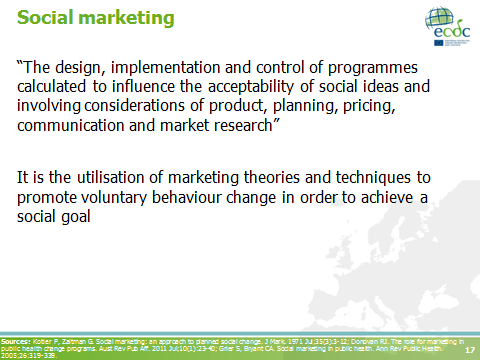 Social marketing
ecdc
“The design, implementation and control of programmes
calculated to influence the acceptability of social ideas and
involving considerations of product, planning, pricing,
communication and market research”
It is the utilisation of marketing theories and techniques to
promote voluntary behaviour change in order to achieve a
social goal
Sources: Kotler P, Zaltman G. Social marketing: an approach to planned social change. J Mark. 1971 Jul;35(3):3-12; Donovan RJ. The role for marketing in
public health change programs. Aust Rev Pub Aff. 2011 Jul;10(1):23-40; Grier S, Bryant CA. Social marketing in public health. Ann Rev Public Health.
2005;26:319-339.
17